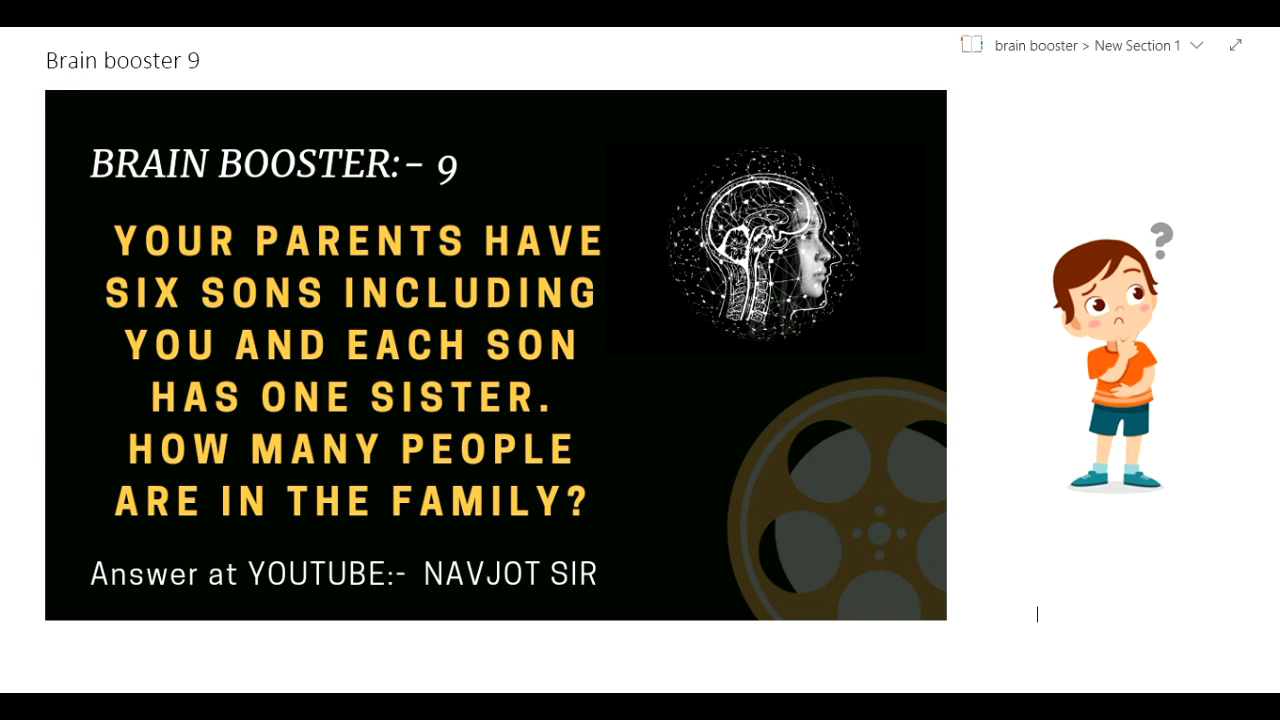 brain booster > New Section 1
Brain booster 9
BRAIN BOOSTER:- 9
YOUR PARENTS HAVE
SIX SONS INCLUDING
YOU AND EACH SON
HAS ONE SISTER.
HOW MANY PEOPLE
ARE IN THE FAMILY?
Answer at YOUTUBE:- NAVJOT SIR
?